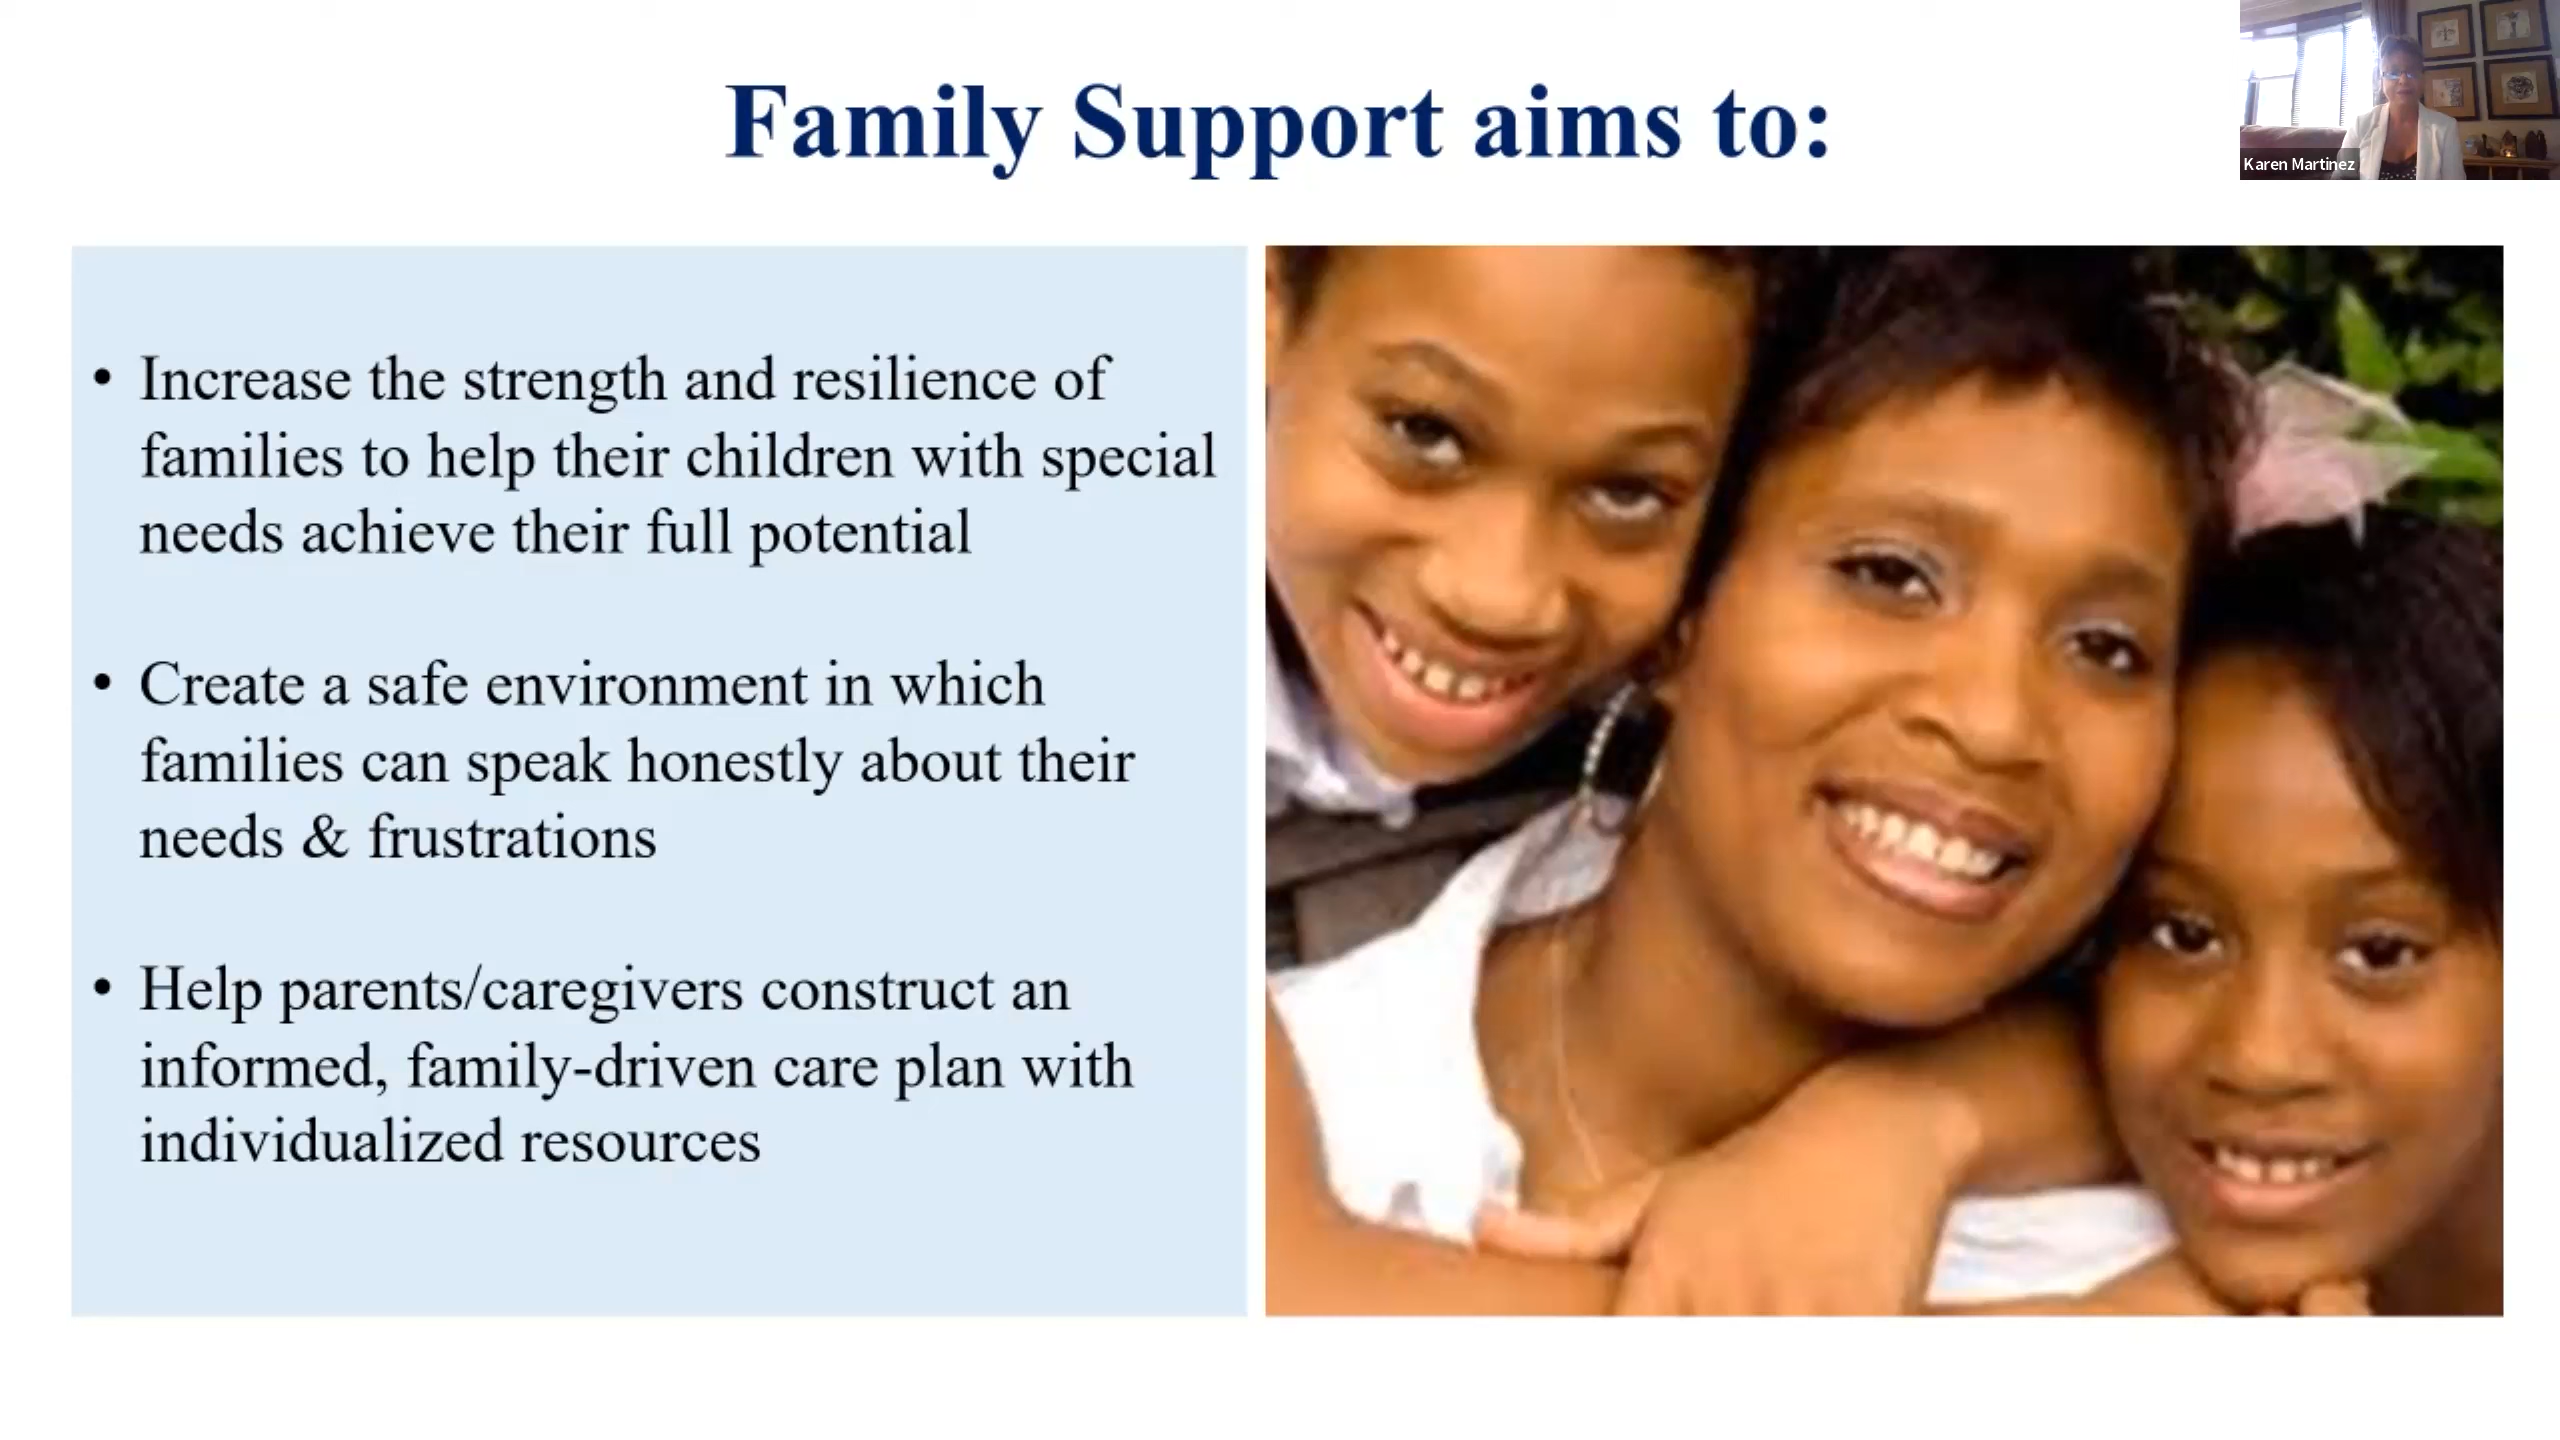 Family Support aims to:
Karen Martinez
• Increase the strength and resilience of
families to help their children with special
needs achieve their full potential
• Create a safe environment in which
families can speak honestly about their
needs & frustrations
• Help parents/caregivers construct an
informed, family-driven care plan with
individualized resources